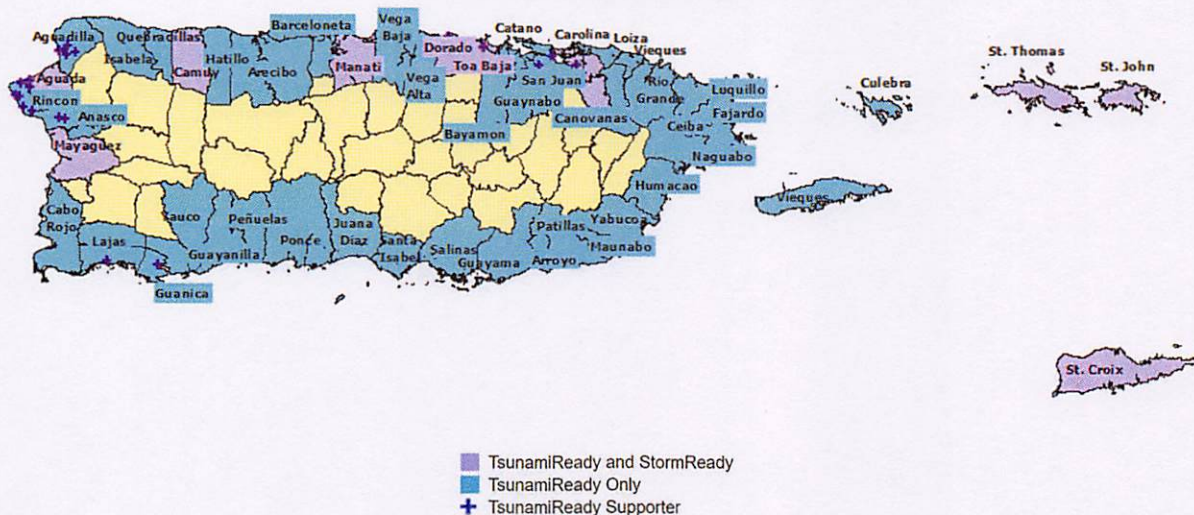 Vega
Baja
Barceloneta
Catano
Carolina
Loiza
Vieques
Aguadilla
Quebradillas
Dorado
Isabela
Camuy
Hatillo
Arecibo
Manati
Toa Baja
San Juan
Rio
Grande
Luquillo
Culebra
St. Thomas
St. John
Aguada
Vega
Alta
Guaynabo
Canovanas
Fajardo
Rincon
Anasco
Bayamon
Ceiba
Naguabo
Mayaguez
Humacao
Vieques
Cabo
Rojo
Yauco
Peñuelas
Juana
Diaz
Patillas
Yabucoa
Lajas
Guayanilla
Ponce
Santa
Isabel
Salinas
Guayama
Arroyo
Maunabo
Guanica
St. Croix
TsunamiReady and StormReady
TsunamiReady Only
TsunamiReady Supporter